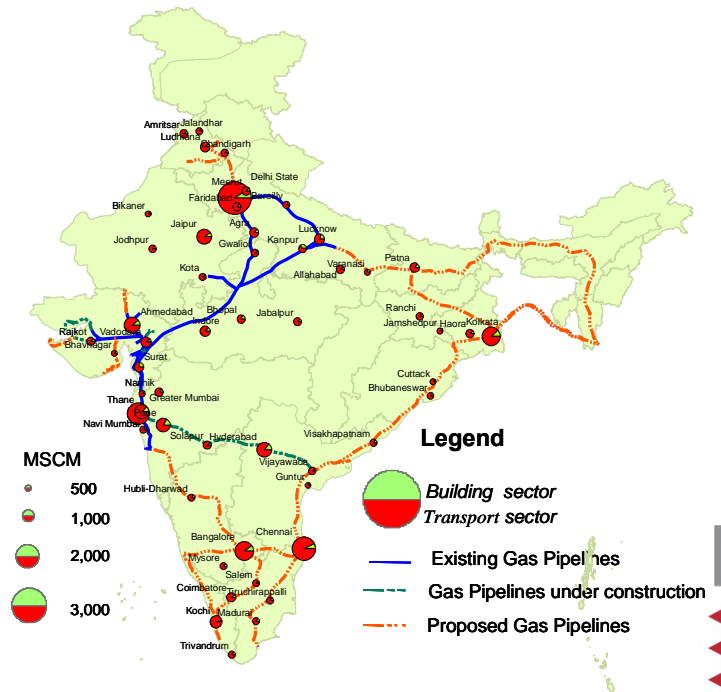 Amritsar
Jalandhar
Ludhiana
Chandigarh
Meerut
Delhi State
Faridabad
Bareilly
Bikaner
Agra
Lucknow
Jaipur
Jodhpur
Gwalior
Kanpur
Kota
Allahabad
Varanasi
Patna
Ahmedabad
Bhopal
Jabalpur
Ranchi
Rajkot
Vadodara
Indore
Jamshedpur
Haora
Kolkata
Bhavnagar
Surat
Cuttack
Bhubaneswar
Nashik
Thane
Greater Mumbai
Pune
Navi Mumbai
Solapur
Hyderabad
Visakhapatnam
Legend
MSCM
Vijayawada
Guntur
500
Building sector
1,000
Hubli-Dharwad
Transport sector
2,000
Bangalore
Chennai
Existing Gas Pipelines
Mysore
Salem
3,000
Coimbatore
Tiruchirappalli
Gas Pipelines under construction
Kochi
Madurai
Proposed Gas Pipelines
Trivandrum